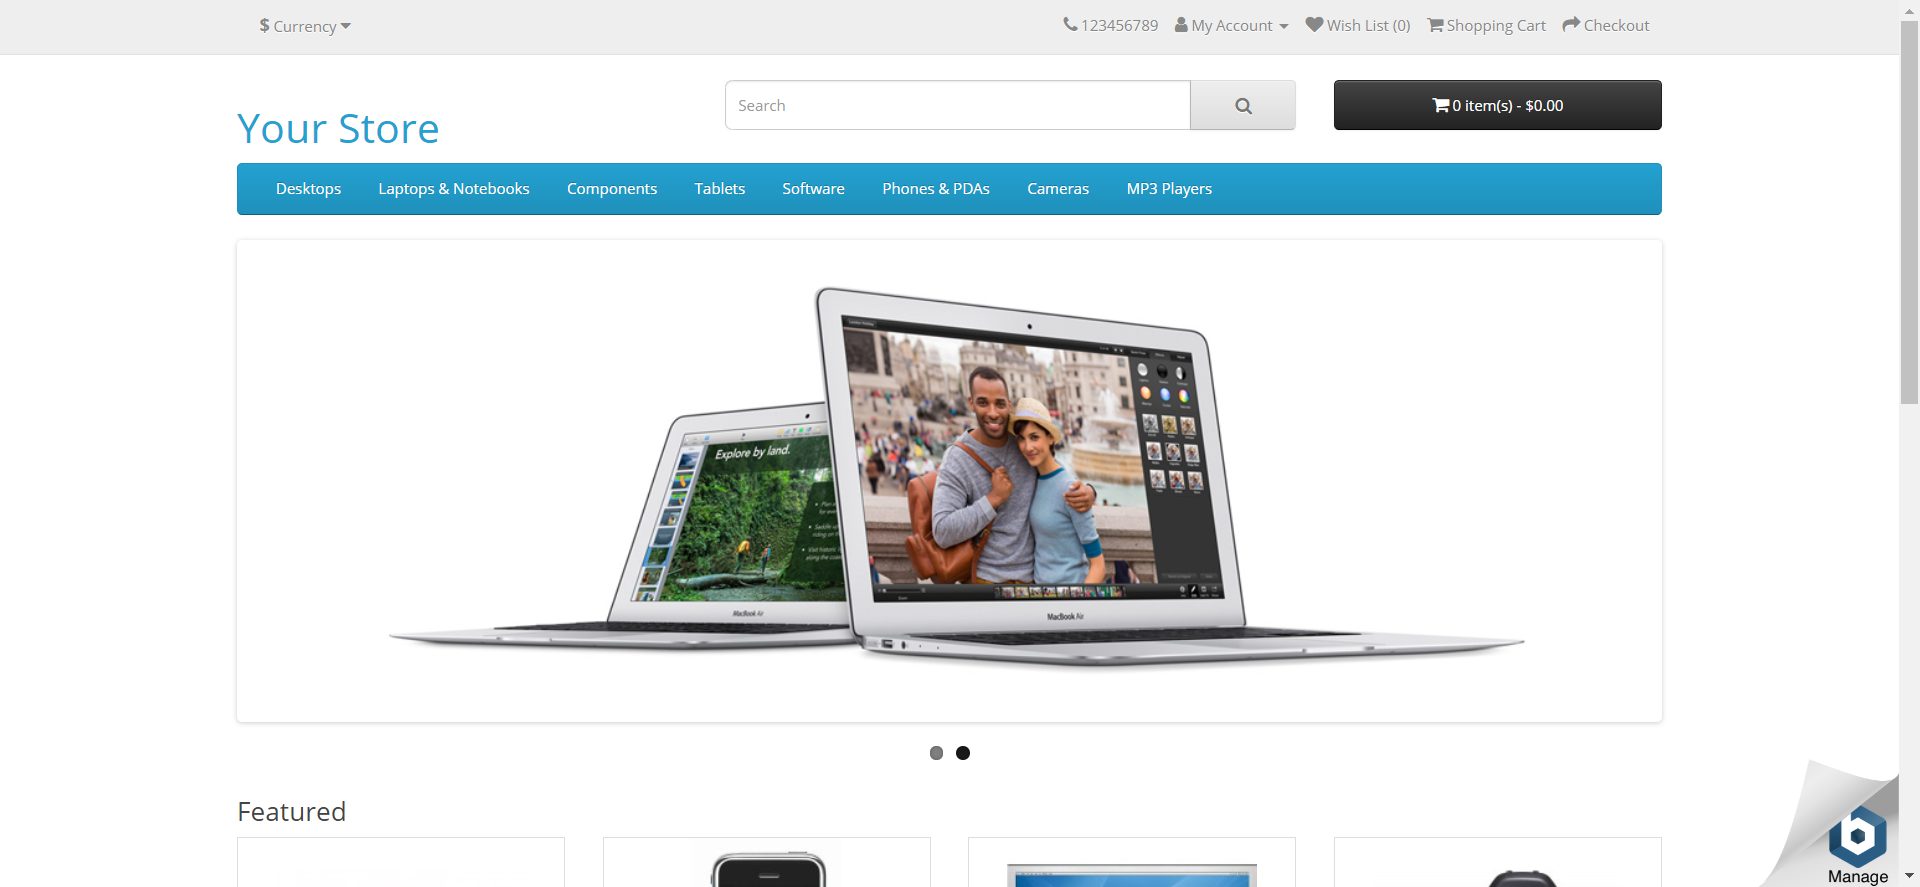 $ Currency
123456789 My Account Wish List (0) Shopping Cart Checkout
Your Store
Search
0 item(s) - $0.00
Desktops Laptops & Notebooks Components Tablets Software Phones & PDAs Cameras MP3 Players
Explore by land.
MacBook Air
MacBook Air
Featured
b
Manage